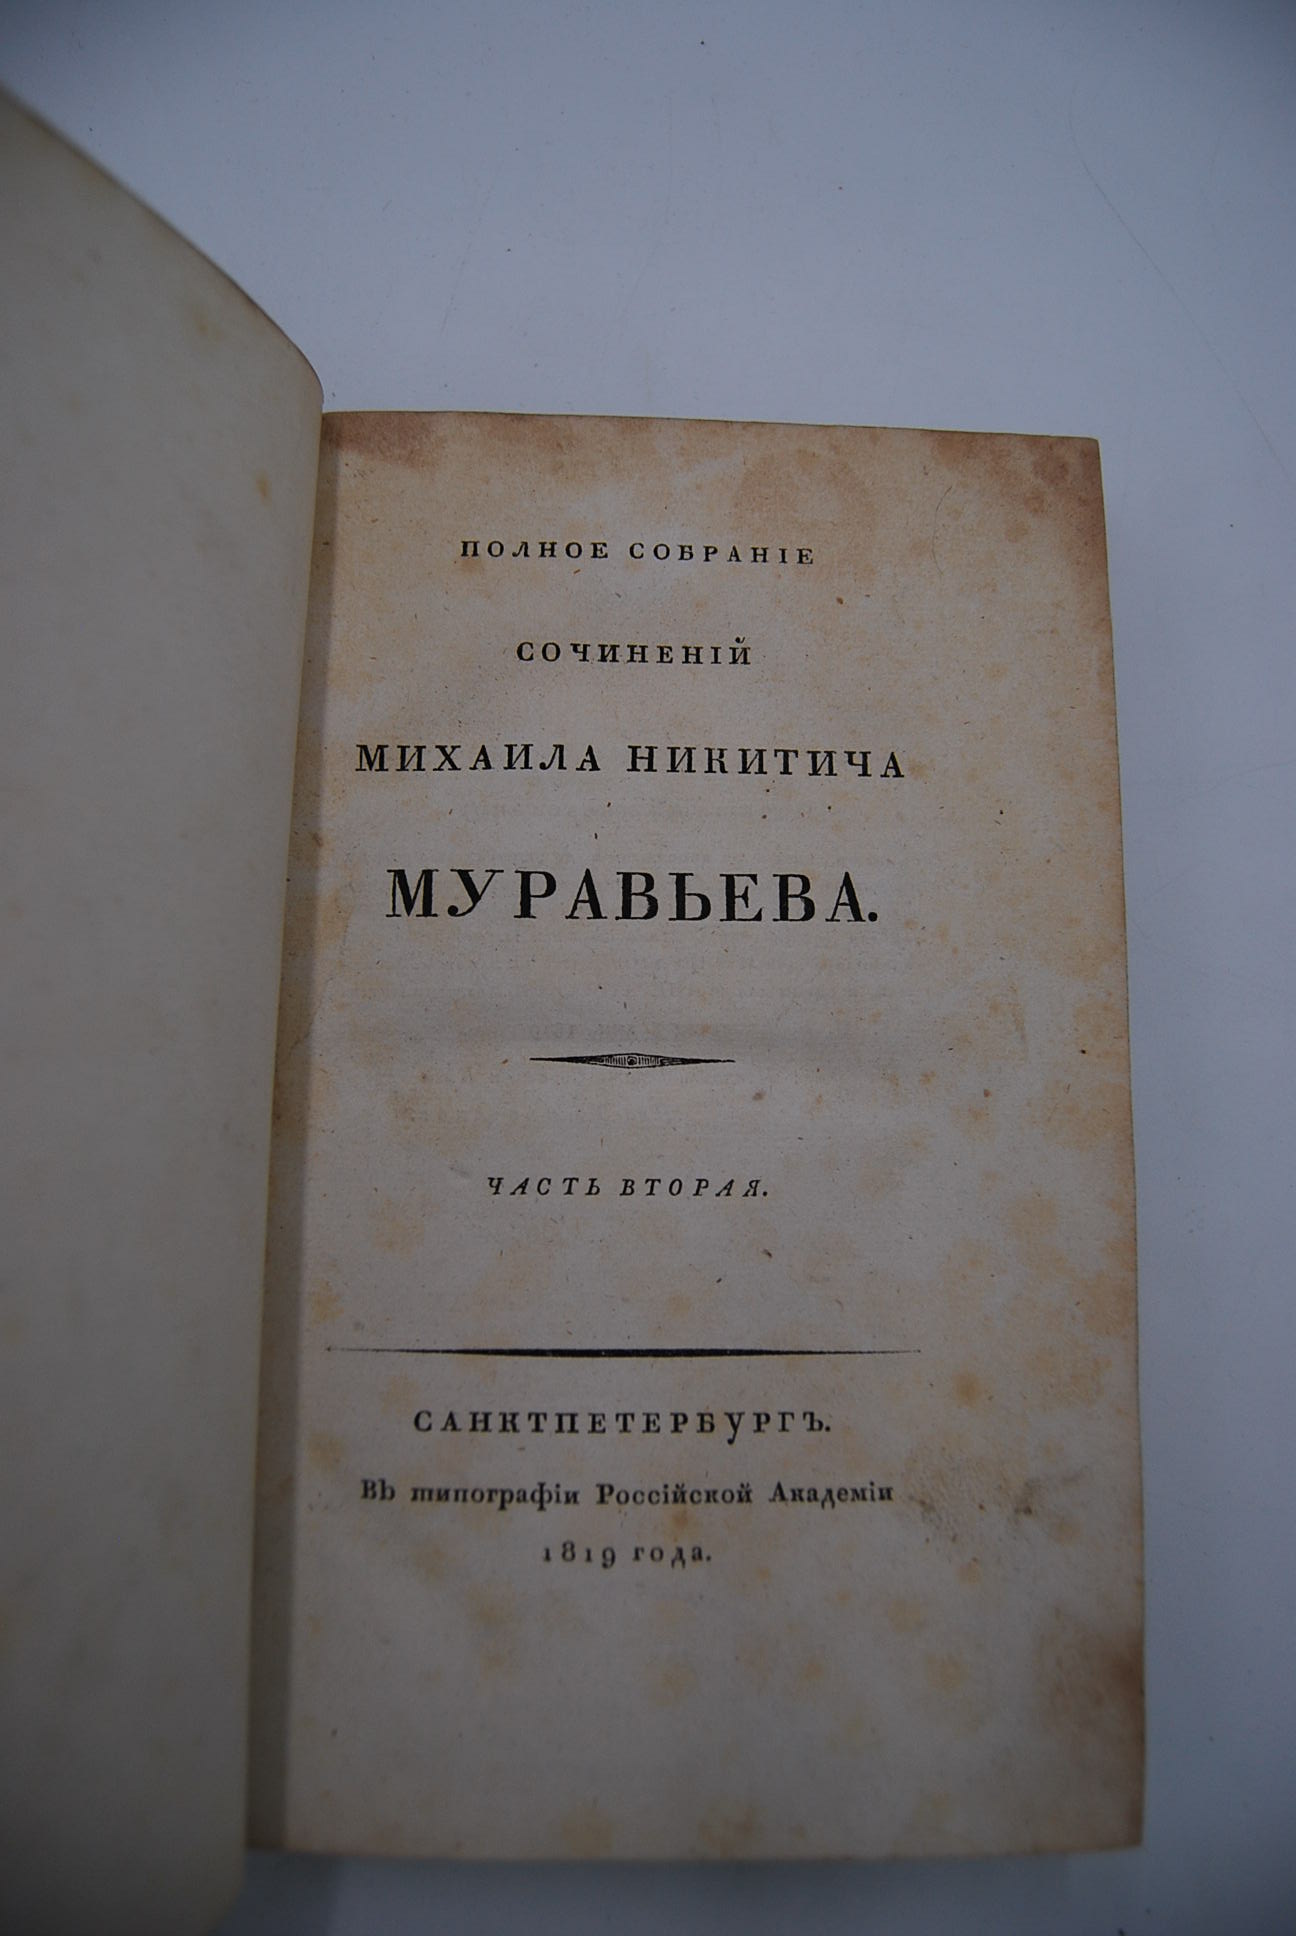 ПОЛНОЕ СОБРАНІЕ
СОЧИНЕНІЙ
МИХАИЛА НИКИТИЧА
МУРАВЬЕВА.
ЧАСТЬ ВТОРАЯ.
САНКТПЕТЕРБУРГЪ.
Въ типографіи Россійской Академіи
1819 года.